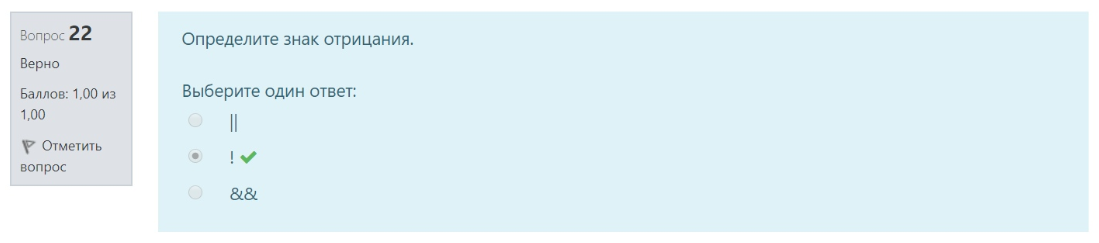 Вопрос 22
Верно
Баллов: 1,00 из
1,00
Отметить
вопрос
Определите знак отрицания.
Выберите один ответ:
||
!
&&